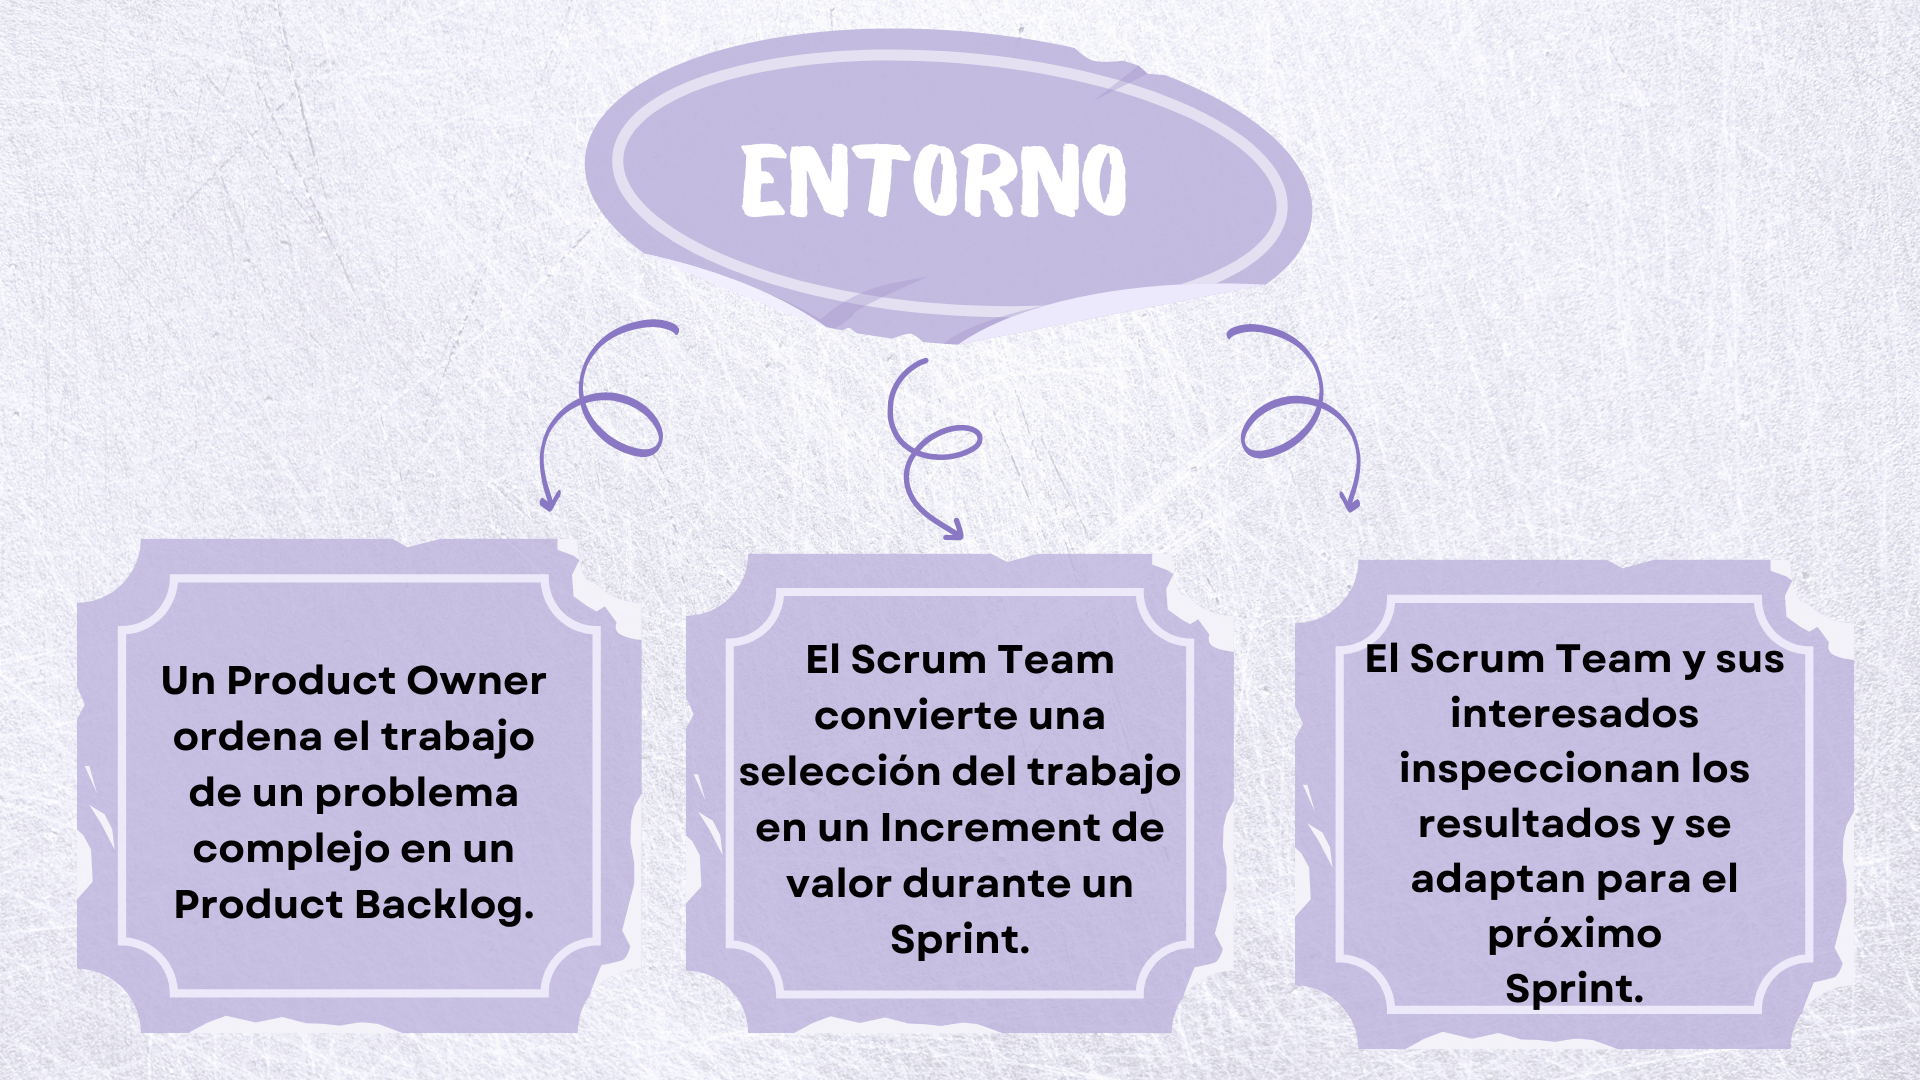 ENTORNO
Un Product Owner
ordena el trabajo
de un problema
complejo en un
Product Backlog.
El Scrum Team
convierte una
selección del trabajo
en un Increment de
valor durante un
Sprint.
El Scrum Team y sus
interesados
inspeccionan los
resultados y se
adaptan para el
próximo
Sprint.